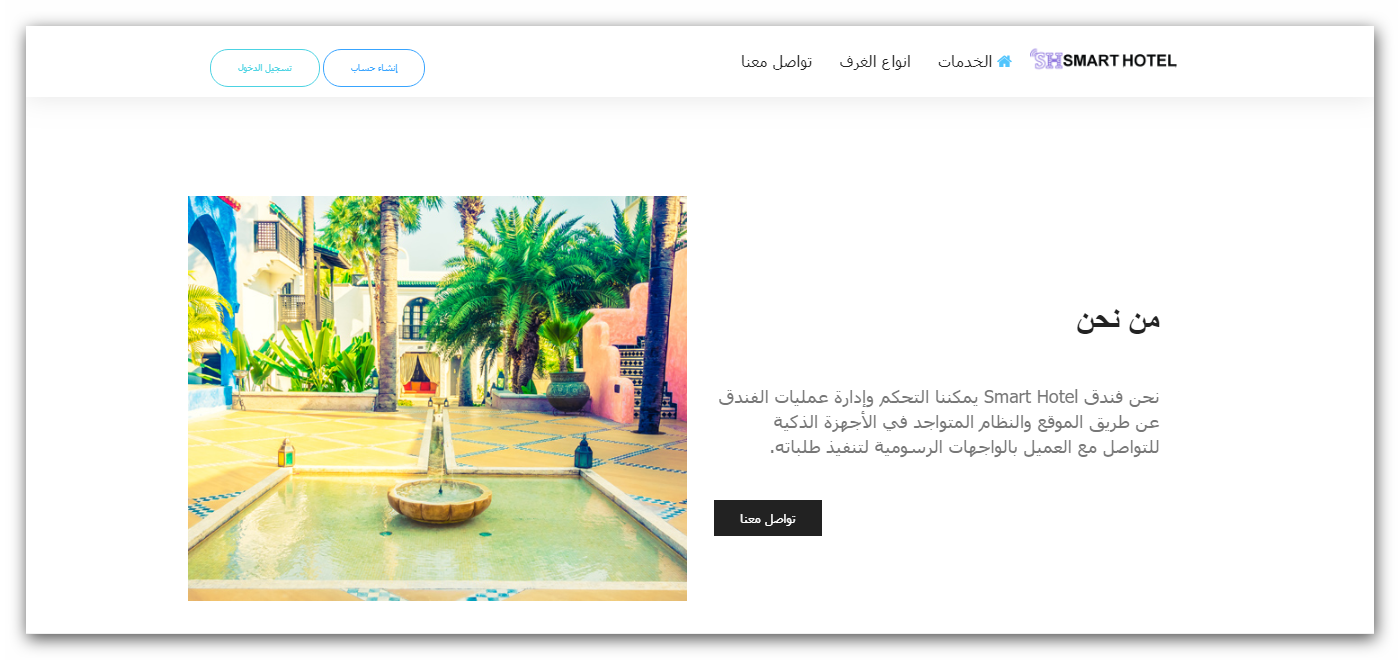 SH SMART HOTEL
الخدمات
انواع الغرف
تواصل معنا
إنشاء حساب
تسجيل الدخول
من نحن
نحن فندق Smart Hotel يمكننا التحكم وإدارة عمليات الفندق
عن طريق الموقع والنظام المتواجد في الأجهزة الذكية
للتواصل مع العميل بالواجهات الرسومية لتنفيذ طلباته.
تواصل معنا